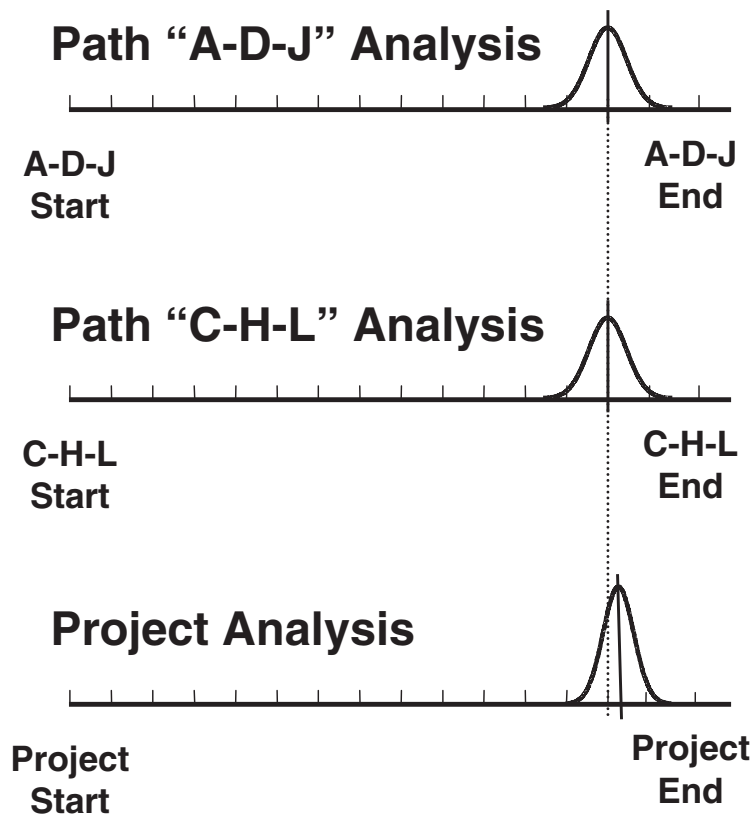 Path “A-D-J” Analysis
A-D-J
Start
A-D-J
End
Path “C-H-L” Analysis
C-H-L
Start
C-H-L
End
Project Analysis
Project
Start
Project
End